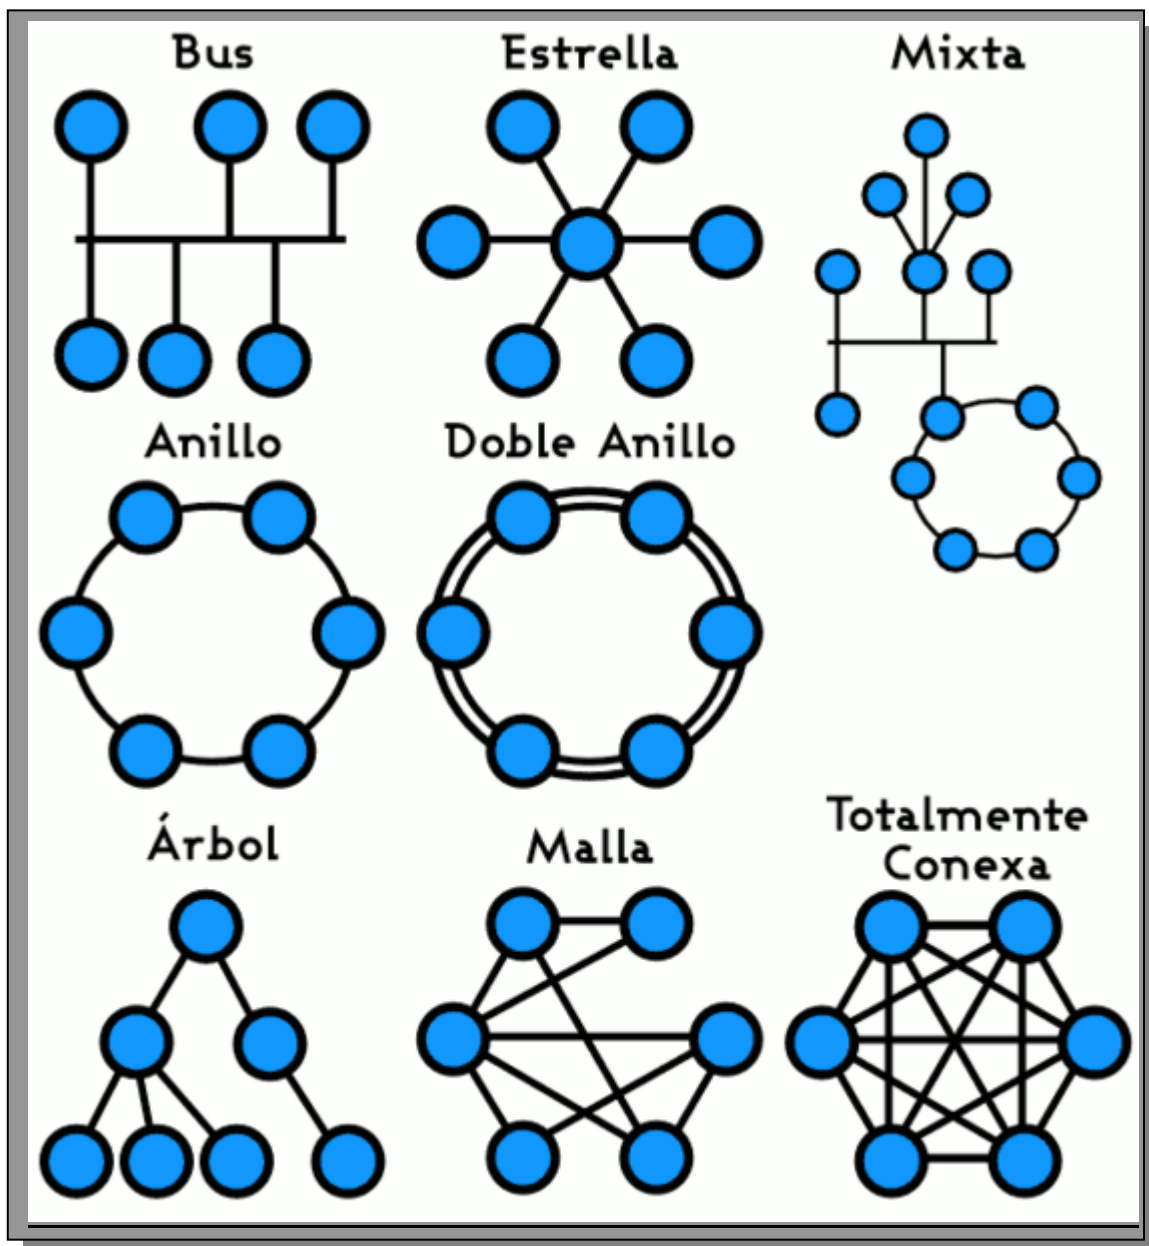 Bus
Estrella
Mixta
Anillo
Doble Anillo
Árbol
Malla
Totalmente
Conexa